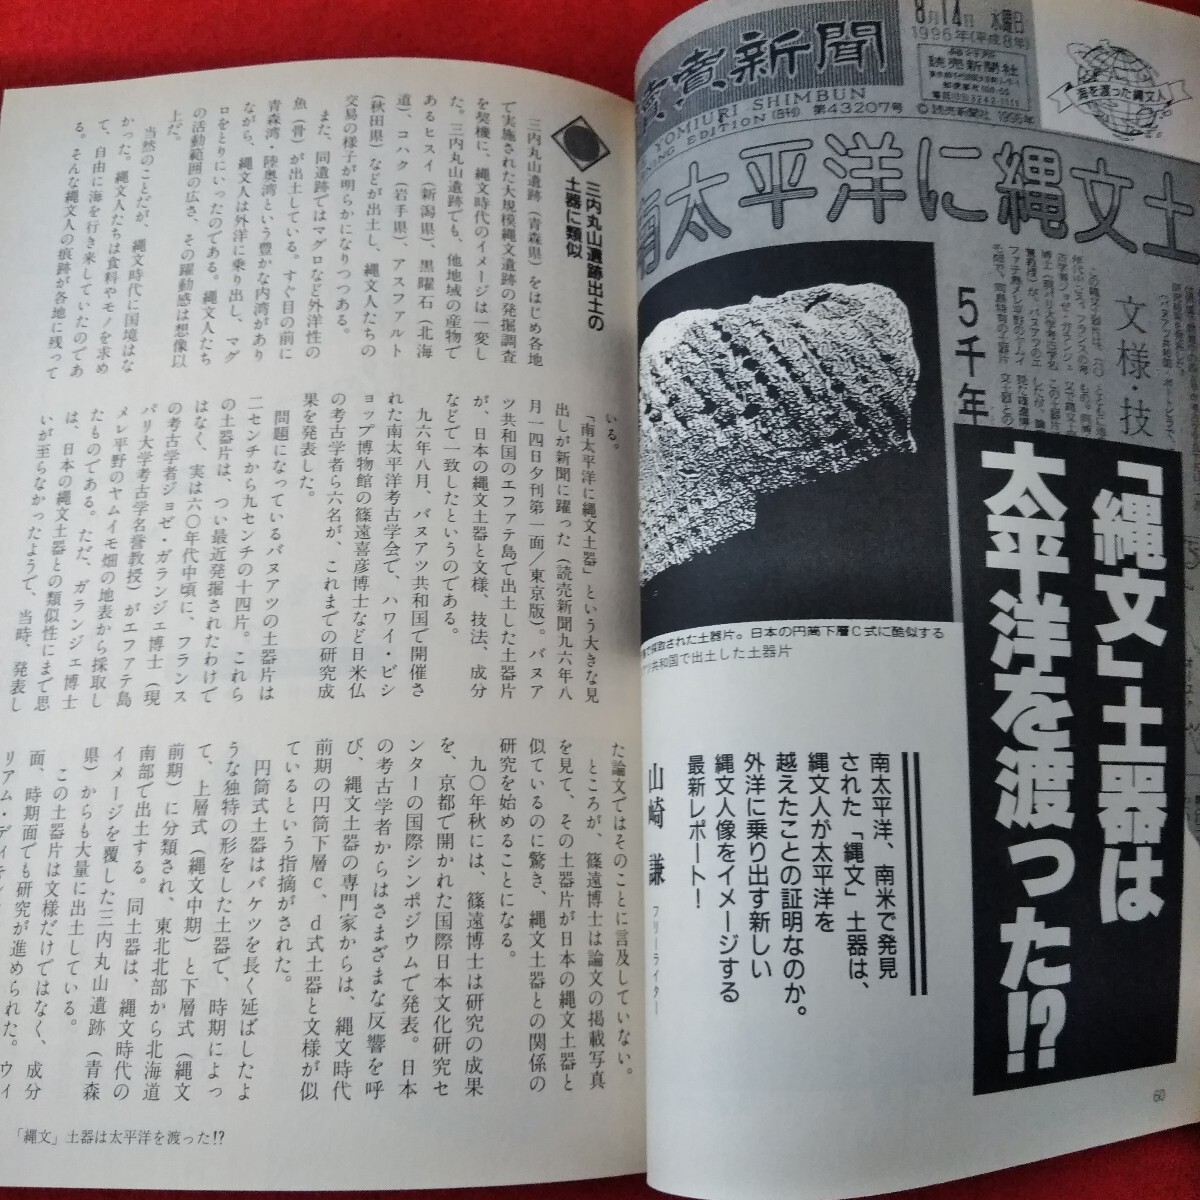 8月14日 水曜日
1996年(平成8年)
発行所
読売新聞社
第43207号
©読売新聞社 1996年
讀賣新聞
YOMIURI SHIMBUN
EDITION
海を渡った縄文人
南太平洋に縄文土
文様・技
5千年
「縄文」土器は
太平洋を渡った!?
採取された土器片。日本の円筒下層C式に酷似する
共和国で出土した土器片
南太平洋、南米で発見
された「縄文」土器は、
縄文人が太平洋を
越えたことの証明なのか。
外洋に乗り出す新しい
縄文人像をイメージする
最新レポート!
山崎 謙 フリーライター
60
三内丸山遺跡出土の
土器に類似
三内丸山遺跡(青森県)をはじめ各地
で実施された大規模縄文遺跡の発掘調査
を契機に、縄文時代のイメージは一変し
た。三内丸山遺跡でも、他地域の産物で
あるヒスイ(新潟県)、黒曜石(北海
道)、コハク(岩手県)、アスファルト
(秋田県)などが出土し、縄文人たちの
交易の様子が明らかになりつつある。
また、同遺跡ではマグロなど外洋性の
魚(骨)が出土している。すぐ目の前に
青森湾・陸奥湾という豊かな内湾があり
ながら、縄文人は外洋に乗り出し、マグ
ロをとりにいったのである。縄文人たち
の活動範囲の広さ、その躍動感は想像以
上だ。
当然のことだが、縄文時代に国境はな
かった。縄文人たちは食料やモノを求め
て、自由に海を行き来していたのであ
る。そんな縄文人の痕跡が各地に残って
いる。
「南太平洋に縄文土器」という大きな見
出しが新聞に躍った(読売新聞九六年八
月一四日夕刊第一面/東京版)。バヌア
ツ共和国のエファテ島で出土した土器片
が、日本の縄文土器と文様、技法、成分
などで一致したというのである。
九六年八月、バヌアツ共和国で開催さ
れた南太平洋考古学会で、ハワイ・ビシ
ョップ博物館の篠遠喜彦博士など日米仏
の考古学者ら六名が、これまでの研究成
果を発表した。
問題になっているバヌアツの土器片は
二センチから九センチの十四片。これら
の土器片は、つい最近発掘されたわけで
はなく、実は六〇年代中頃に、フランス
の考古学者ジョゼ・ガランジェ博士(現
パリ大学考古学名誉教授)がエファテ島
メレ平野のヤムイモ畑の地表から採取し
たものである。ただ、ガランジェ博士
は、日本の縄文土器との類似性にまで思
いが至らなかったようで、当時、発表し
た論文ではそのことに言及していない。
ところが、篠遠博士は論文の掲載写真
を見て、その土器片が日本の縄文土器と
似ているのに驚き、縄文土器との関係の
研究を始めることになる。
九〇年秋には、篠遠博士は研究の成果
を、京都で開かれた国際日本文化研究セ
ンターの国際シンポジウムで発表。日本
の考古学者からはさまざまな反響を呼
び、縄文土器の専門家からは、縄文時代
前期の円筒下層c、d式土器と文様が似
ているという指摘がされた。
円筒式土器はバケツを長く延ばしたよ
うな独特の形をした土器で、時期によっ
て、上層式(縄文中期)と下層式(縄文
前期)に分類され、東北北部から北海道
南部で出土する。同土器は、縄文時代の
イメージを覆した三内丸山遺跡(青森
県)からも大量に出土している。
この土器片は文様だけではなく、成分
面、時期面でも研究が進められた。ウイ
「縄文」土器は太平洋を渡った!?